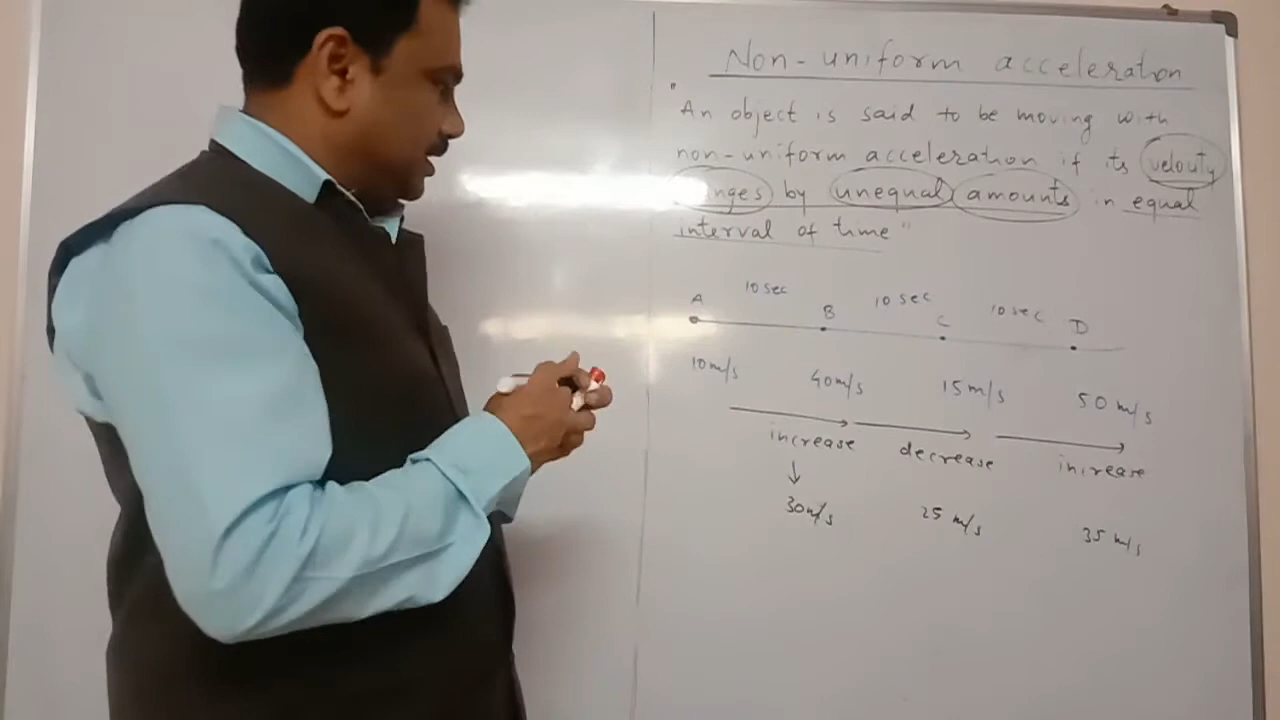 Non-uniform acceleration
"An object is said to be moving with
non-uniform acceleration if its velocity
anges by unequal amounts in equal
interval of time"
10 sec 10 sec 10 sec
A B C D
10 m/s 40 m/s 15 m/s 50 m/s
increase decrease increase
30 m/s 25 m/s 35 m/s